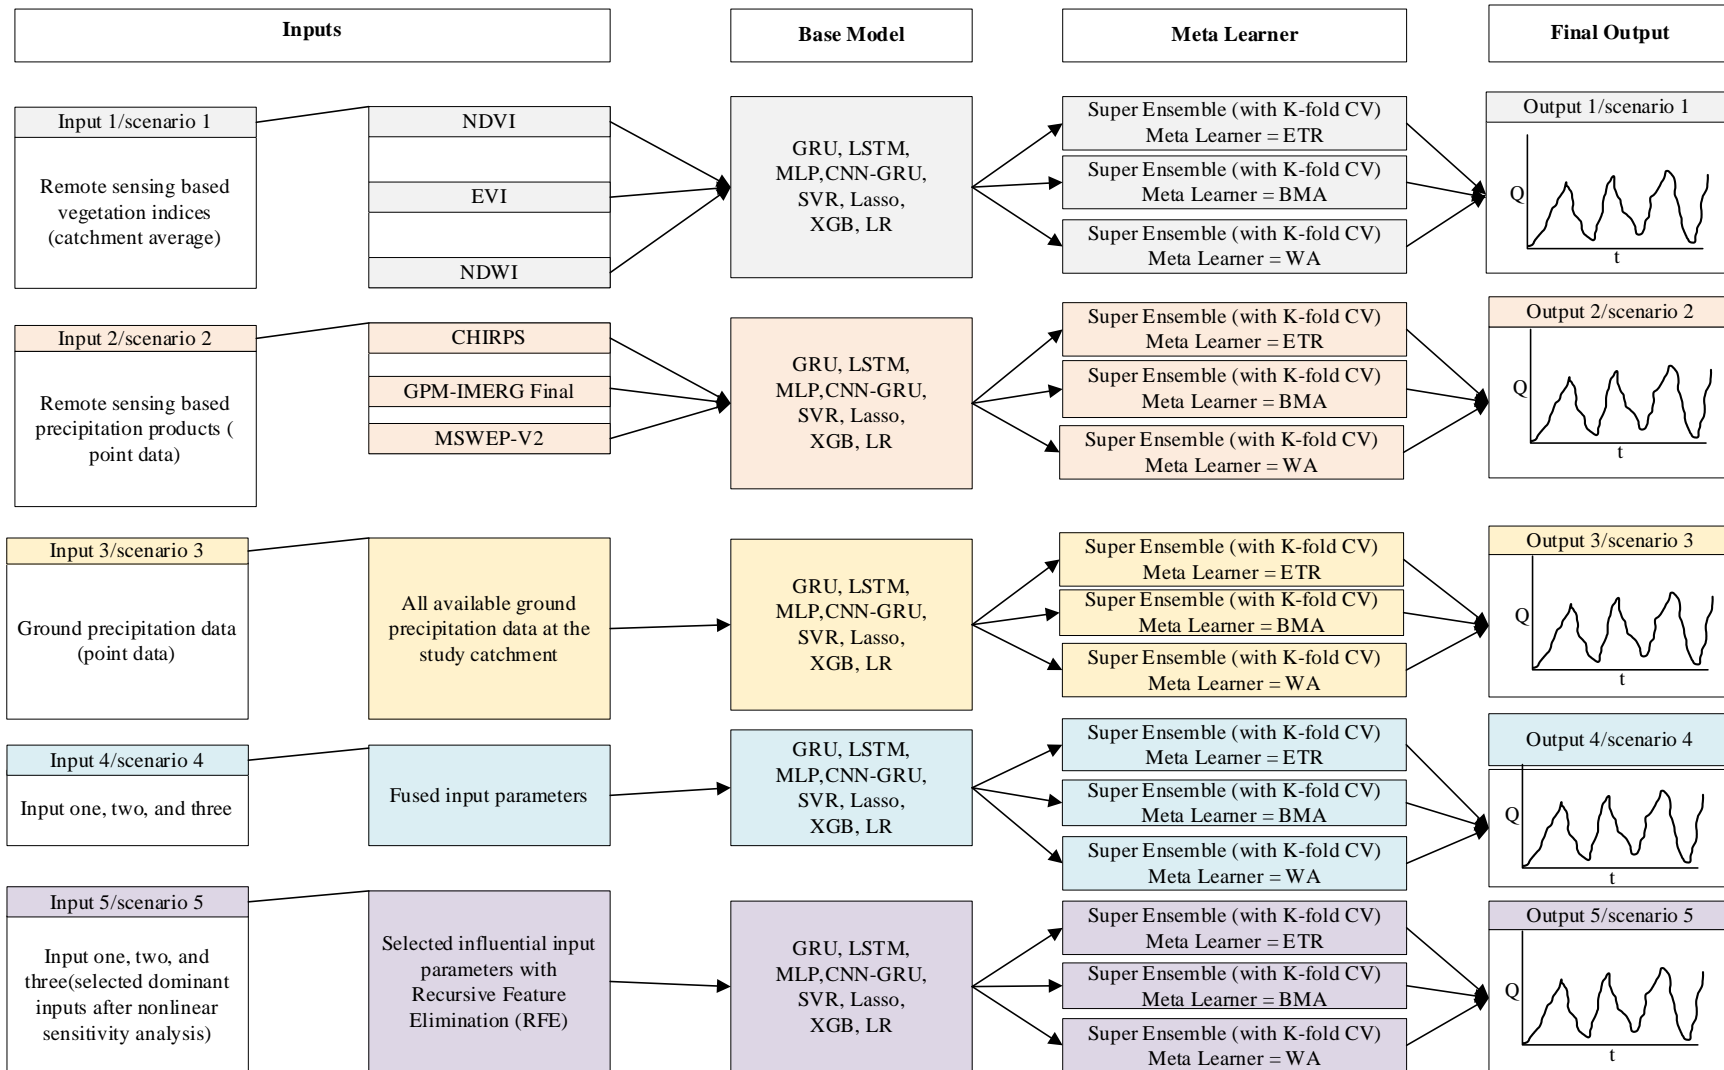 Inputs
Base Model
Meta Learner
Final Output
Input 1/scenario 1
Remote sensing based
vegetation indices
(catchment average)
NDVI
EVI
NDWI
GRU, LSTM,
MLP,CNN-GRU,
SVR, Lasso,
XGB, LR
Super Ensemble (with K-fold CV)
Meta Learner = ETR
Super Ensemble (with K-fold CV)
Meta Learner = BMA
Super Ensemble (with K-fold CV)
Meta Learner = WA
Output 1/scenario 1
Q
t
Input 2/scenario 2
Remote sensing based
precipitation products (
point data)
CHIRPS
GPM-IMERG Final
MSWEP-V2
GRU, LSTM,
MLP,CNN-GRU,
SVR, Lasso,
XGB, LR
Super Ensemble (with K-fold CV)
Meta Learner = ETR
Super Ensemble (with K-fold CV)
Meta Learner = BMA
Super Ensemble (with K-fold CV)
Meta Learner = WA
Output 2/scenario 2
Q
t
Input 3/scenario 3
Ground precipitation data
(point data)
All available ground
precipitation data at the
study catchment
GRU, LSTM,
MLP,CNN-GRU,
SVR, Lasso,
XGB, LR
Super Ensemble (with K-fold CV)
Meta Learner = ETR
Super Ensemble (with K-fold CV)
Meta Learner = BMA
Super Ensemble (with K-fold CV)
Meta Learner = WA
Output 3/scenario 3
Q
t
Input 4/scenario 4
Input one, two, and three
Fused input parameters
GRU, LSTM,
MLP,CNN-GRU,
SVR, Lasso,
XGB, LR
Super Ensemble (with K-fold CV)
Meta Learner = ETR
Super Ensemble (with K-fold CV)
Meta Learner = BMA
Super Ensemble (with K-fold CV)
Meta Learner = WA
Output 4/scenario 4
Q
t
Input 5/scenario 5
Input one, two, and
three(selected dominant
inputs after nonlinear
sensitivity analysis)
Selected influential input
parameters with
Recursive Feature
Elimination (RFE)
GRU, LSTM,
MLP,CNN-GRU,
SVR, Lasso,
XGB, LR
Super Ensemble (with K-fold CV)
Meta Learner = ETR
Super Ensemble (with K-fold CV)
Meta Learner = BMA
Super Ensemble (with K-fold CV)
Meta Learner = WA
Output 5/scenario 5
Q
t